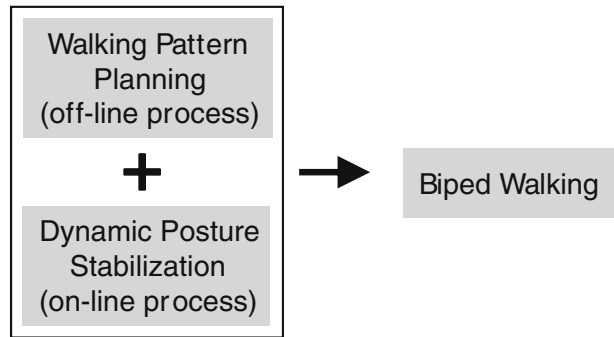 Walking Pattern
Planning
(off-line process)
+
Dynamic Posture
Stabilization
(on-line process)
Biped Walking